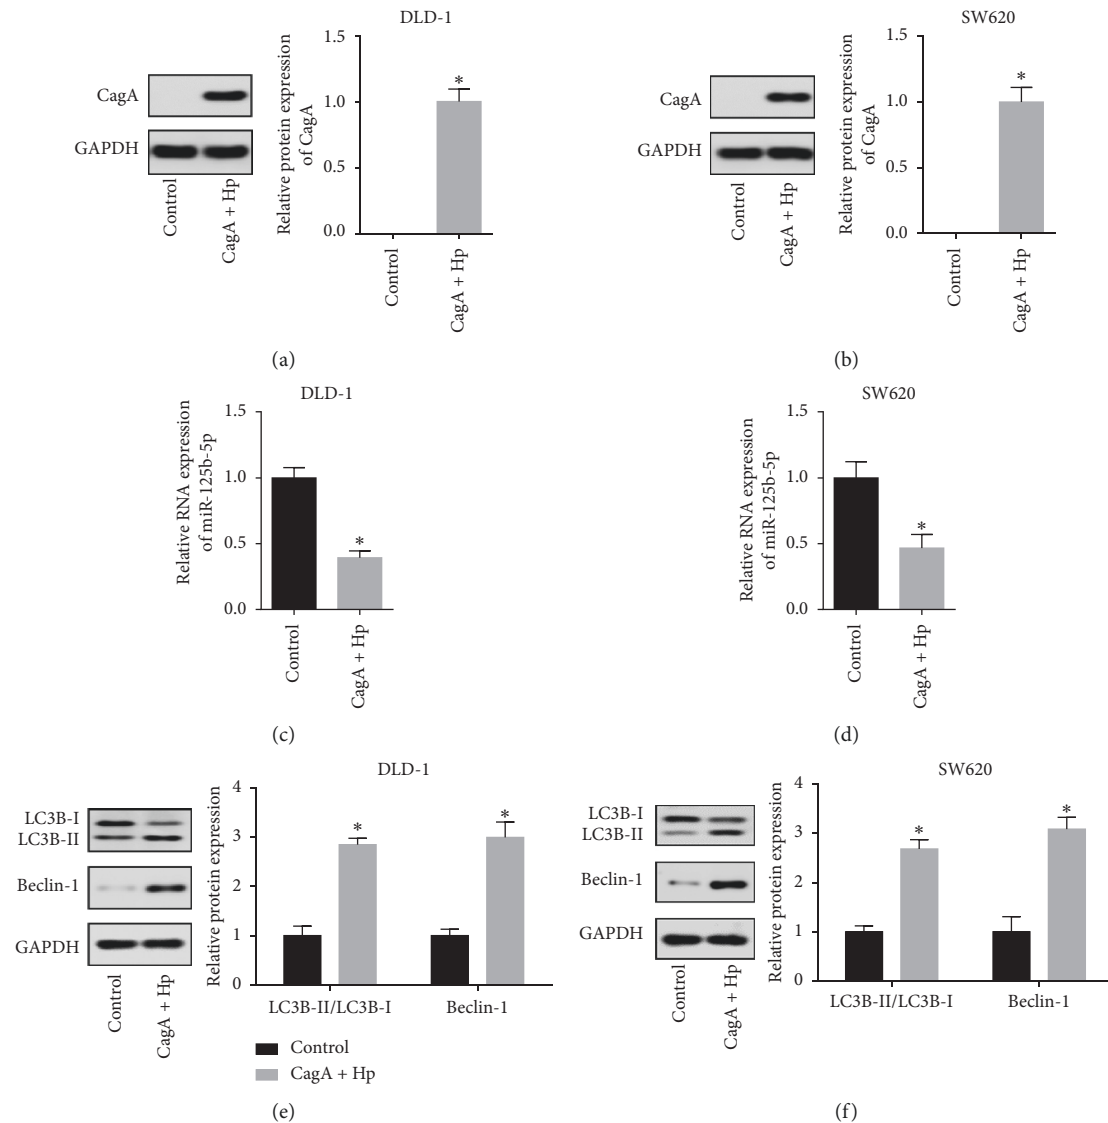 DLD-1
CagA
GAPDH
Control
CagA + Hp
Relative protein expression
of CagA
1.5
1.0
0.5
0.0
*
Control
CagA + Hp
(a)
SW620
CagA
GAPDH
Control
CagA + Hp
Relative protein expression
of CagA
1.5
1.0
0.5
0.0
*
Control
CagA + Hp
(b)
DLD-1
Relative RNA expression
of miR-125b-5p
1.5
1.0
0.5
0.0
*
Control
CagA + Hp
(c)
SW620
Relative RNA expression
of miR-125b-5p
1.5
1.0
0.5
0.0
*
Control
CagA + Hp
(d)
DLD-1
LC3B-I
LC3B-II
Beclin-1
GAPDH
Control
CagA + Hp
Relative protein expression
4
3
2
1
0
*
*
LC3B-II/LC3B-I
Beclin-1
Control
CagA + Hp
(e)
SW620
LC3B-I
LC3B-II
Beclin-1
GAPDH
Control
CagA + Hp
Relative protein expression
4
3
2
1
0
*
*
LC3B-II/LC3B-I
Beclin-1
(f)